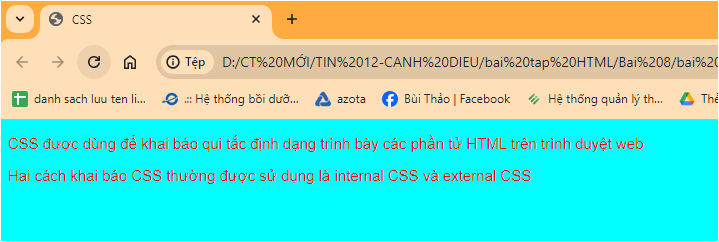 CSS
Tệp
D:/CT%20MỚI/TIN%2012-CANH%20DIEU/bai%20tap%20HTML/Bai%208/bai%20
danh sach luu ten li...
.:: Hệ thống bồi dưỡ...
azota
Bùi Thảo | Facebook
Hệ thống quản lý th...
Thê
CSS được dùng để khai báo qui tắc định dạng trình bày các phần tử HTML trên trình duyệt web
Hai cách khai báo CSS thường được sử dụng là internal CSS và external CSS